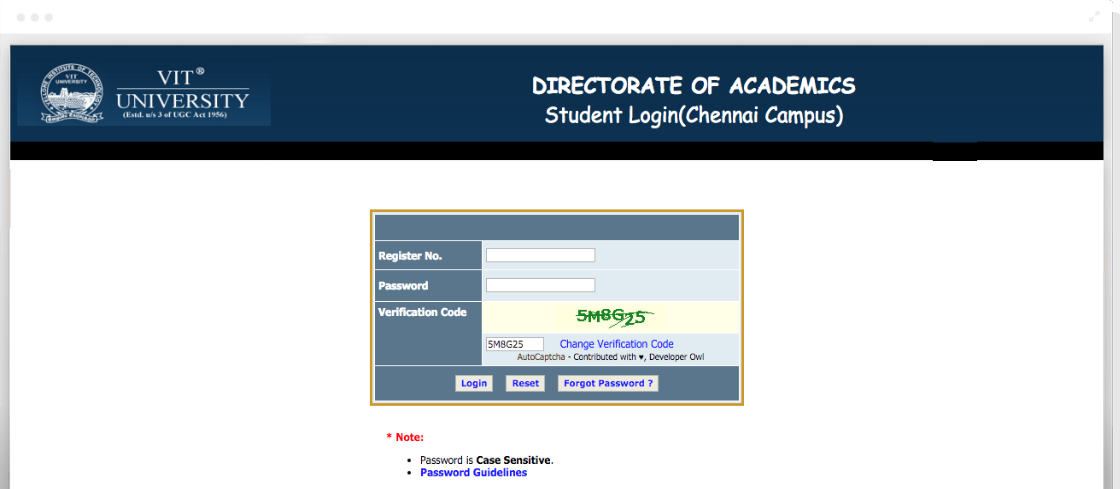 VIT®
UNIVERSITY
(Estd. u/s 3 of UGC Act 1956)
DIRECTORATE OF ACADEMICS
Student Login(Chennai Campus)
Register No.
Password
Verification Code
5M8G25
5M8G25 Change Verification Code
AutoCaptcha - Contributed with ♥, Developer Owl
Login Reset Forgot Password ?
* Note:
• Password is Case Sensitive.
• Password Guidelines